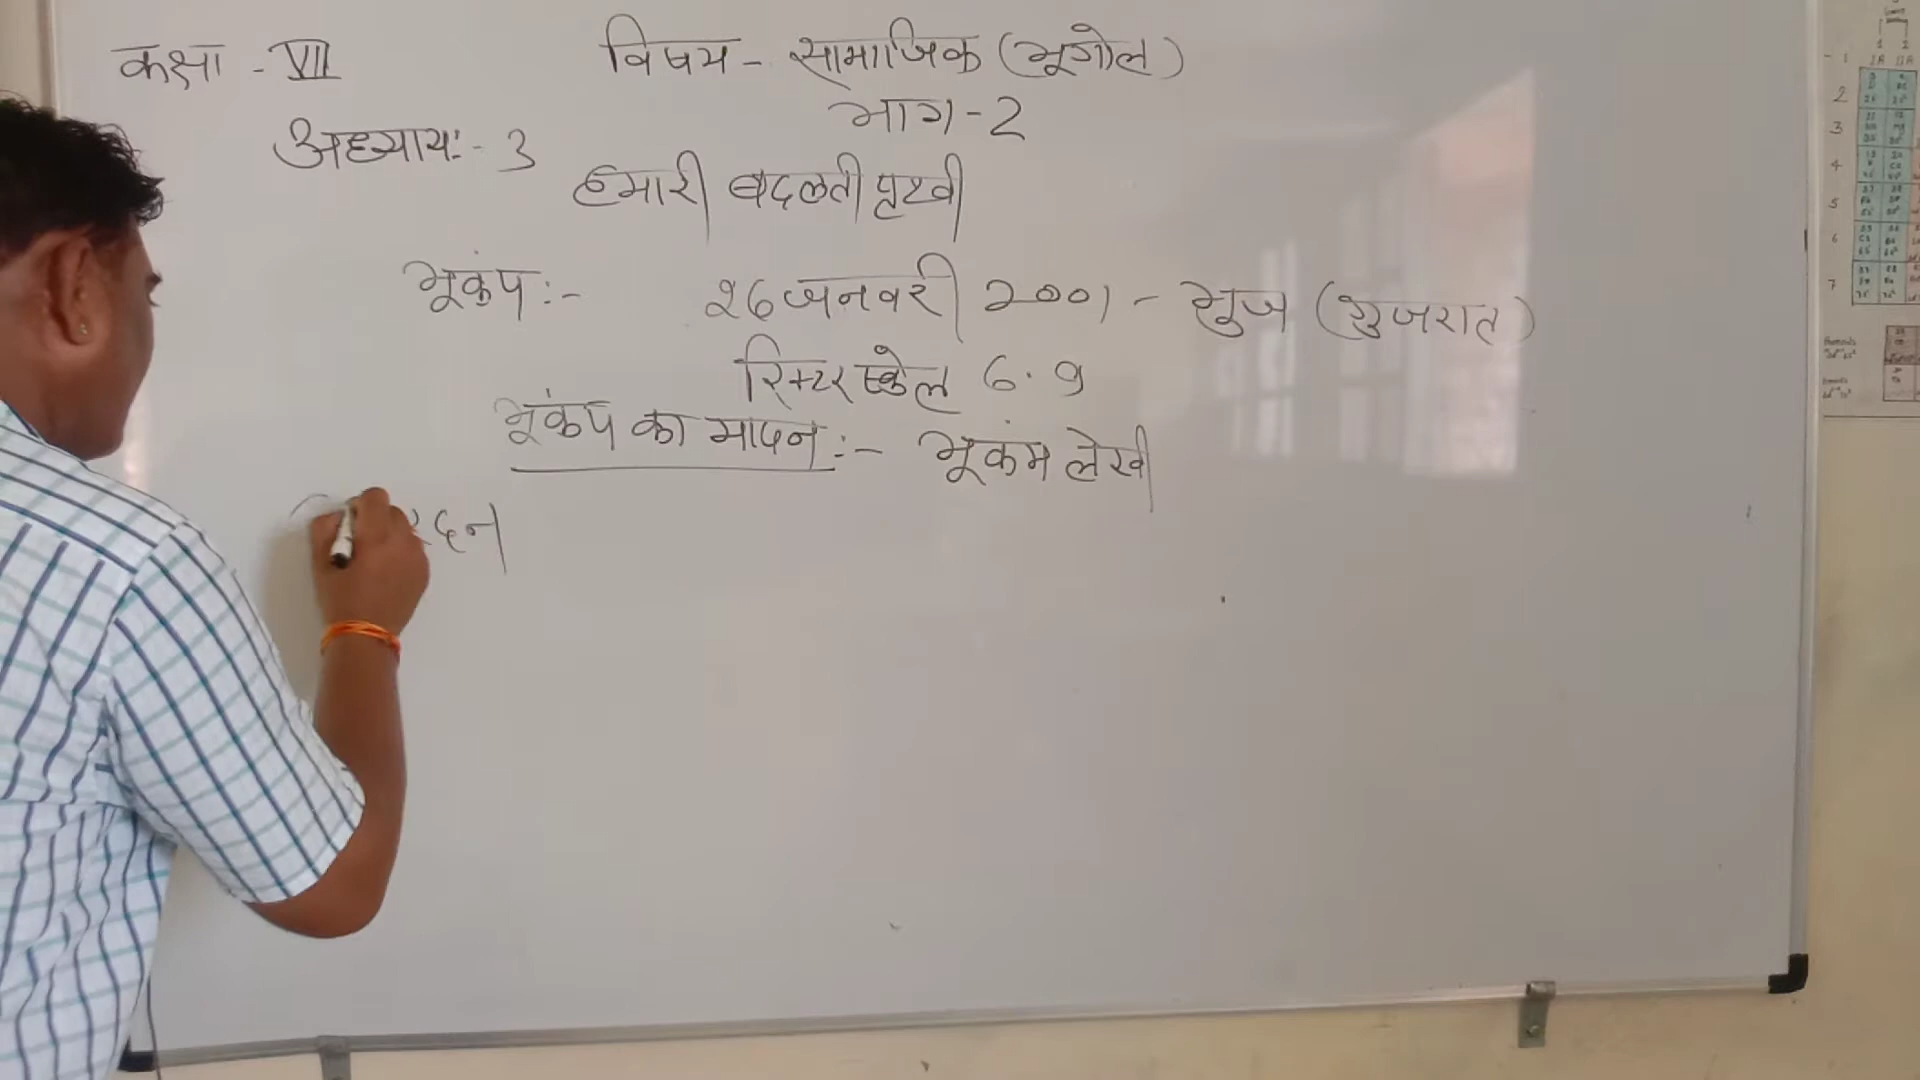 कक्षा - VII
विषय - सामाजिक (भूगोल)
भाग - 2
अध्याय :- 3
हमारी बदलती पृथ्वी
भूकंप :- 26 जनवरी 2001 - भुज (गुजरात)
रिक्टर स्केल 6.9
भूकंप का मापन :- भूकंम लेखी